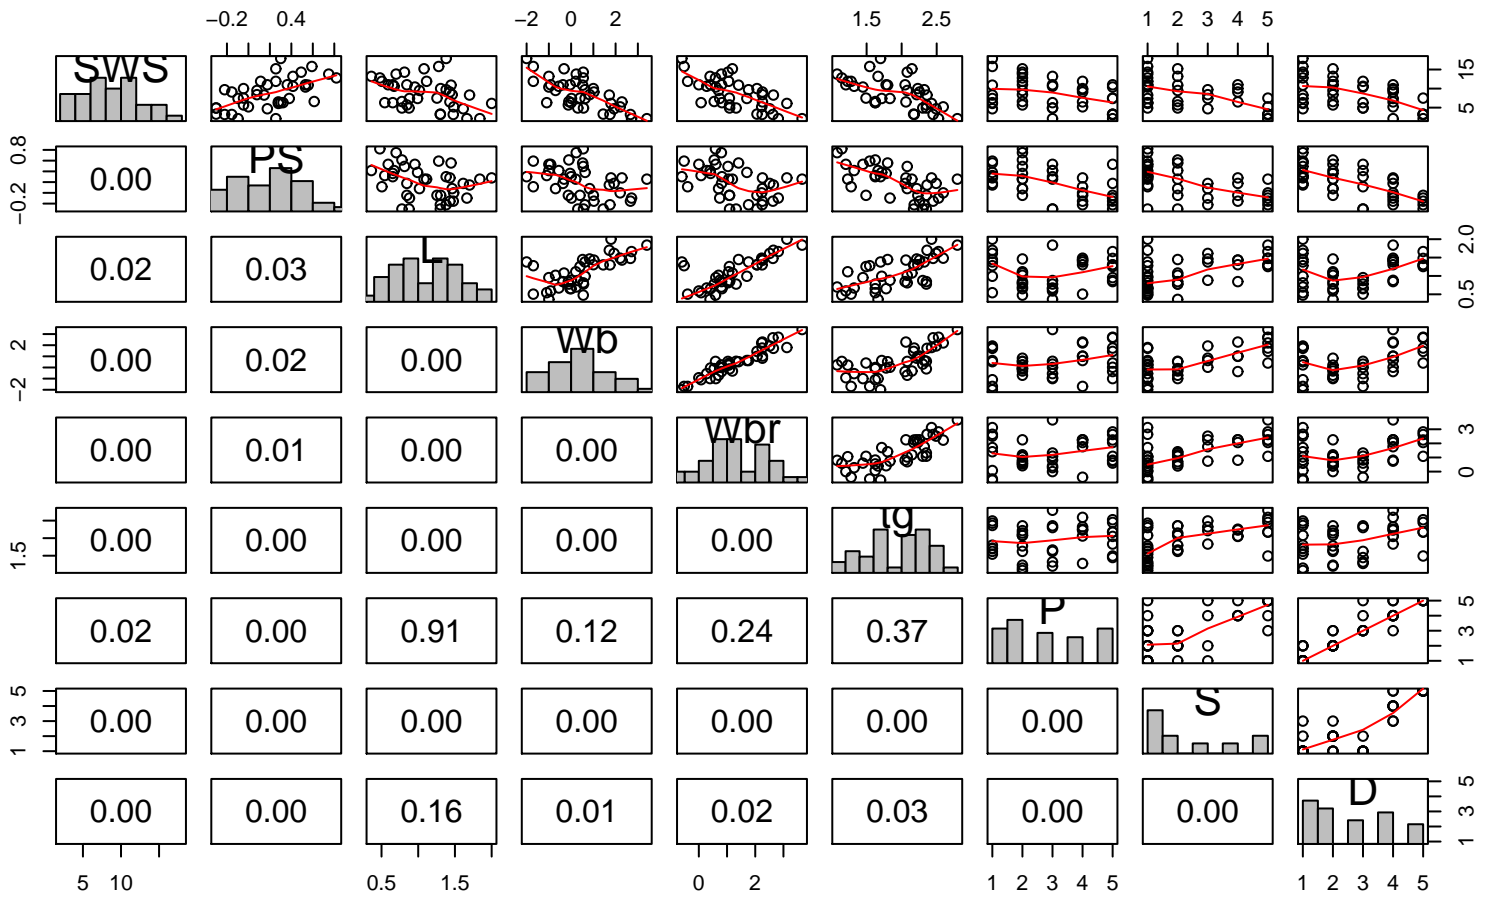 −0.2 0.4 −2 0 2 1.5 2.5 1 2 3 4 5
SWS 5 15
−0.2 0.8 0.00 PS
0.02 0.03 L 0.5 2.0
−2 2 0.00 0.02 0.00 Wb
0.00 0.01 0.00 0.00 Wbr 0 3
1.5 0.00 0.00 0.00 0.00 0.00 tg
0.02 0.00 0.91 0.12 0.24 0.37 P 1 3 5
1 3 5 0.00 0.00 0.00 0.00 0.00 0.00 0.00 S
0.00 0.00 0.16 0.01 0.02 0.03 0.00 0.00 D 1 3 5
5 10 0.5 1.5 0 2 1 2 3 4 5 1 2 3 4 5